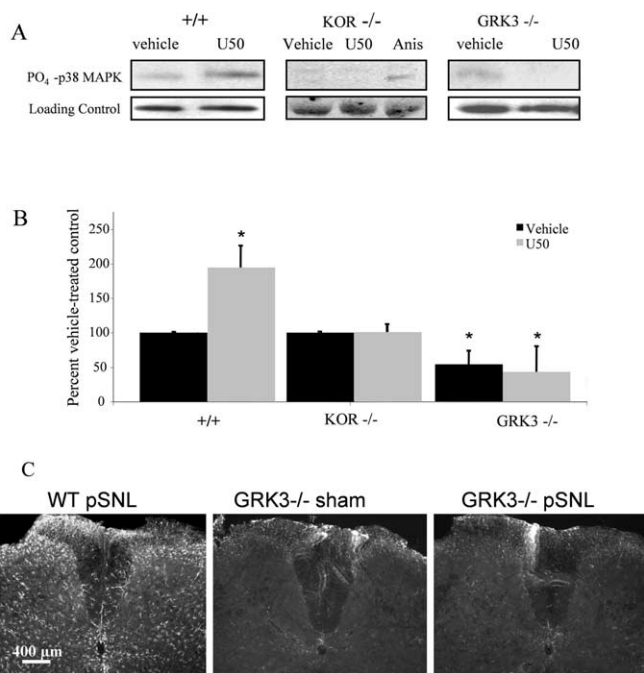 A
+/+
KOR -/-
GRK3 -/-
vehicle U50
Vehicle U50 Anis
vehicle U50
PO4 -p38 MAPK
Loading Control
B
Percent vehicle-treated control
250
200
150
100
50
0
*
*
*
Vehicle
U50
+/+
KOR -/-
GRK3 -/-
C
WT pSNL
GRK3-/- sham
GRK3-/- pSNL
400 µm